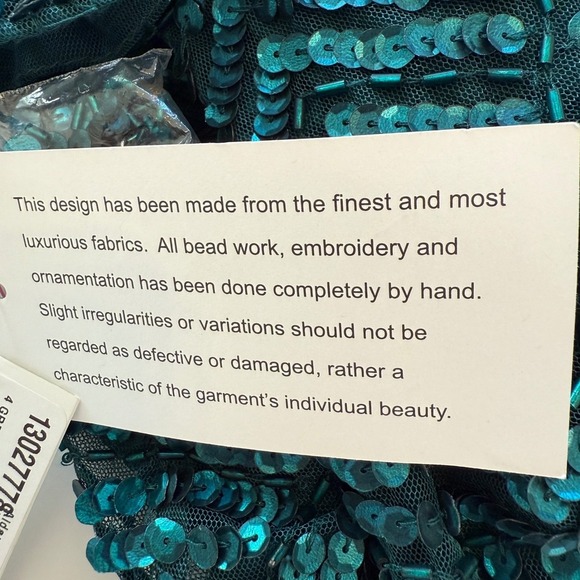 This design has been made from the finest and most
luxurious fabrics. All bead work, embroidery and
ornamentation has been done completely by hand.
Slight irregularities or variations should not be
regarded as defective or damaged, rather a
characteristic of the garment's individual beauty.
13027778